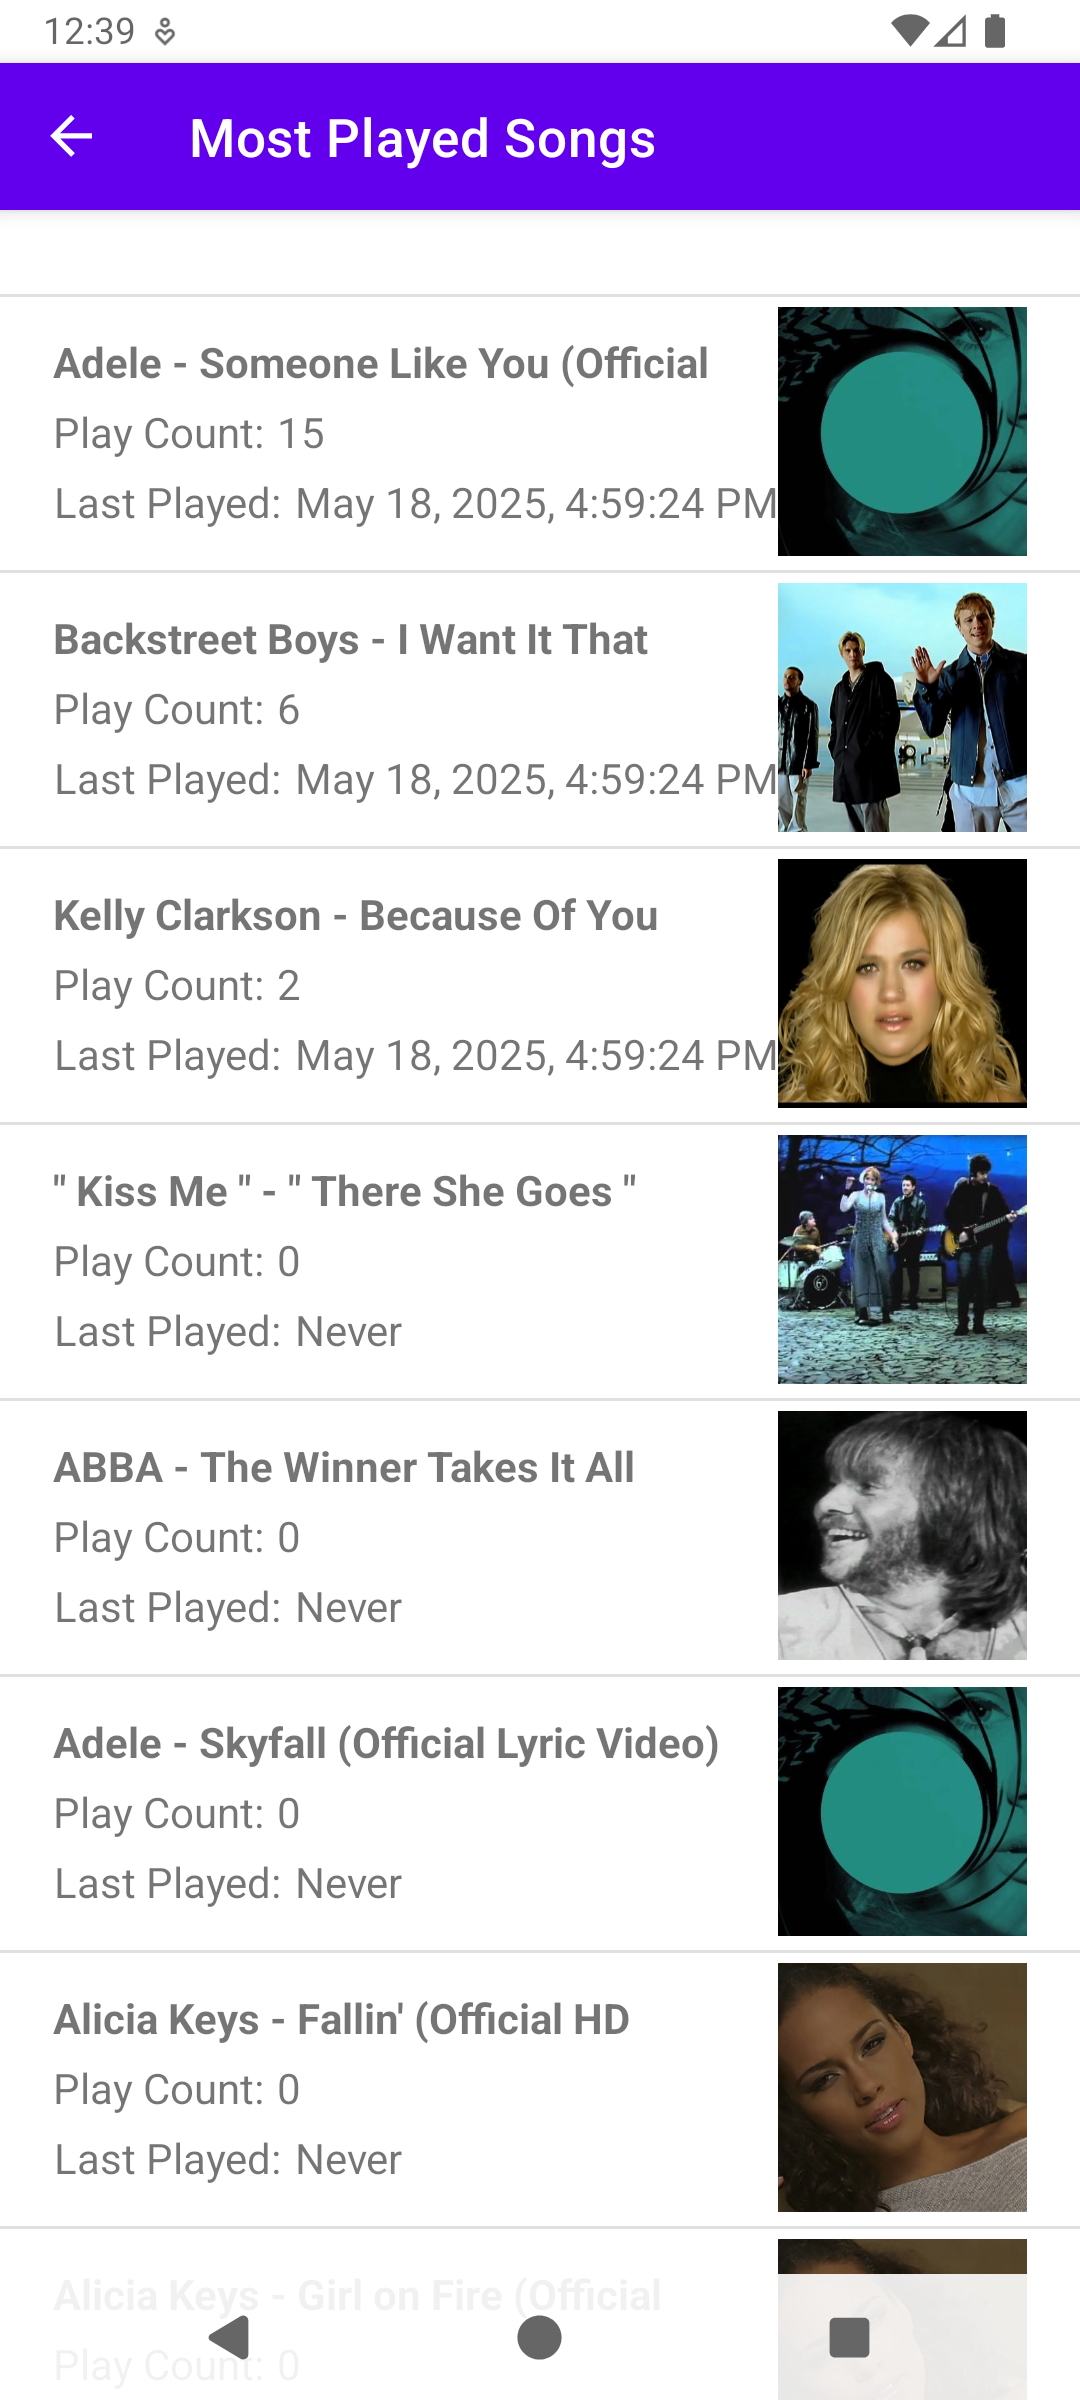 12:39
Most Played Songs
Adele - Someone Like You (Official
Play Count: 15
Last Played: May 18, 2025, 4:59:24 PM
Backstreet Boys - I Want It That
Play Count: 6
Last Played: May 18, 2025, 4:59:24 PM
Kelly Clarkson - Because Of You
Play Count: 2
Last Played: May 18, 2025, 4:59:24 PM
" Kiss Me " - " There She Goes "
Play Count: 0
Last Played: Never
ABBA - The Winner Takes It All
Play Count: 0
Last Played: Never
Adele - Skyfall (Official Lyric Video)
Play Count: 0
Last Played: Never
Alicia Keys - Fallin' (Official HD
Play Count: 0
Last Played: Never
Alicia Keys - Girl on Fire (Official
Play Count: 0